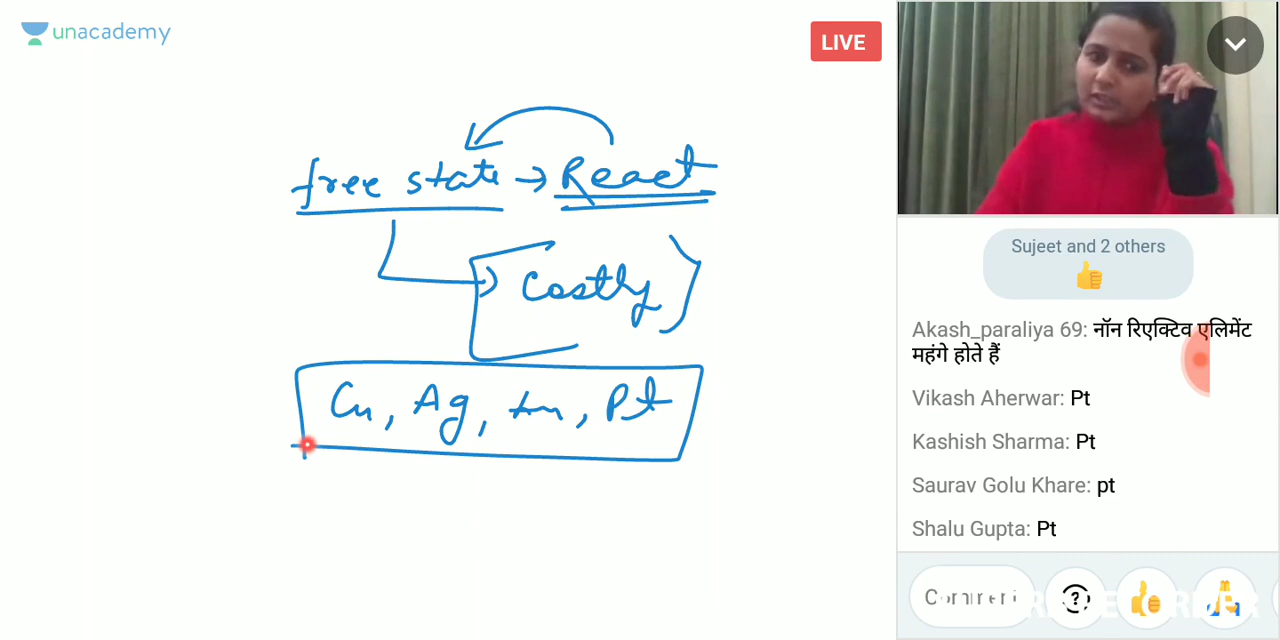 unacademy
LIVE
free state → React
Costly
Cu, Ag, Au, Pt
Sujeet and 2 others
Akash_paraliya 69: नॉन रिएक्टिव एलिमेंट
महंगे होते हैं
Vikash Aherwar: Pt
Kashish Sharma: Pt
Saurav Golu Khare: pt
Shalu Gupta: Pt